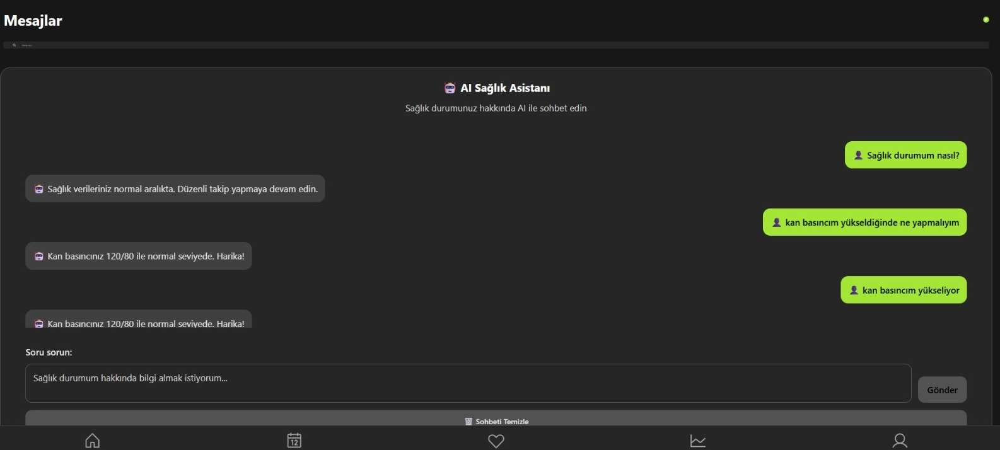 Mesajlar
AI Sağlık Asistanı
Sağlık durumunuz hakkında AI ile sohbet edin
Sağlık durumum nasıl?
Sağlık verileriniz normal aralıkta. Düzenli takip yapmaya devam edin.
kan basıncım yükseldiğinde ne yapmalıyım
Kan basıncınız 120/80 ile normal seviyede. Harika!
kan basıncım yükseliyor
Kan basıncınız 120/80 ile normal seviyede. Harika!
Soru sorun:
Sağlık durumum hakkında bilgi almak istiyorum...
Gönder
Sohbeti Temizle
12